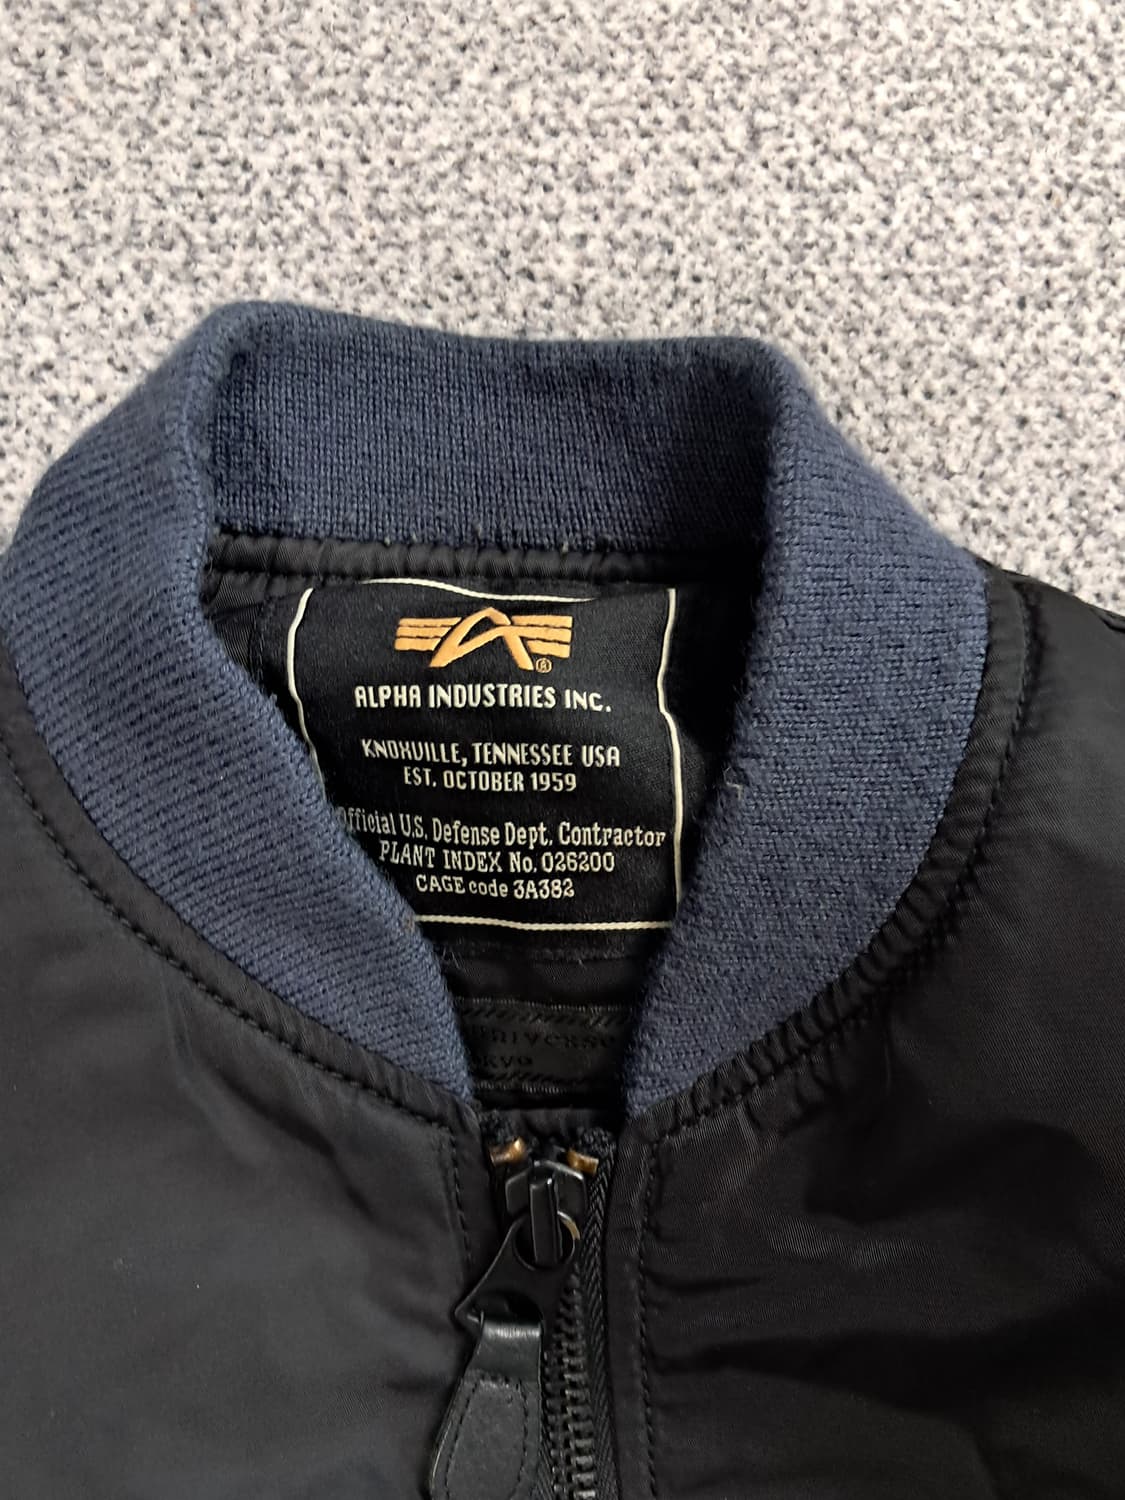 ALPHA INDUSTRIES INC.
KNOXVILLE, TENNESSEE USA
EST. OCTOBER 1959
Official U.S. Defense Dept. Contractor
PLANT INDEX No. 026200
CAGE code 3A382